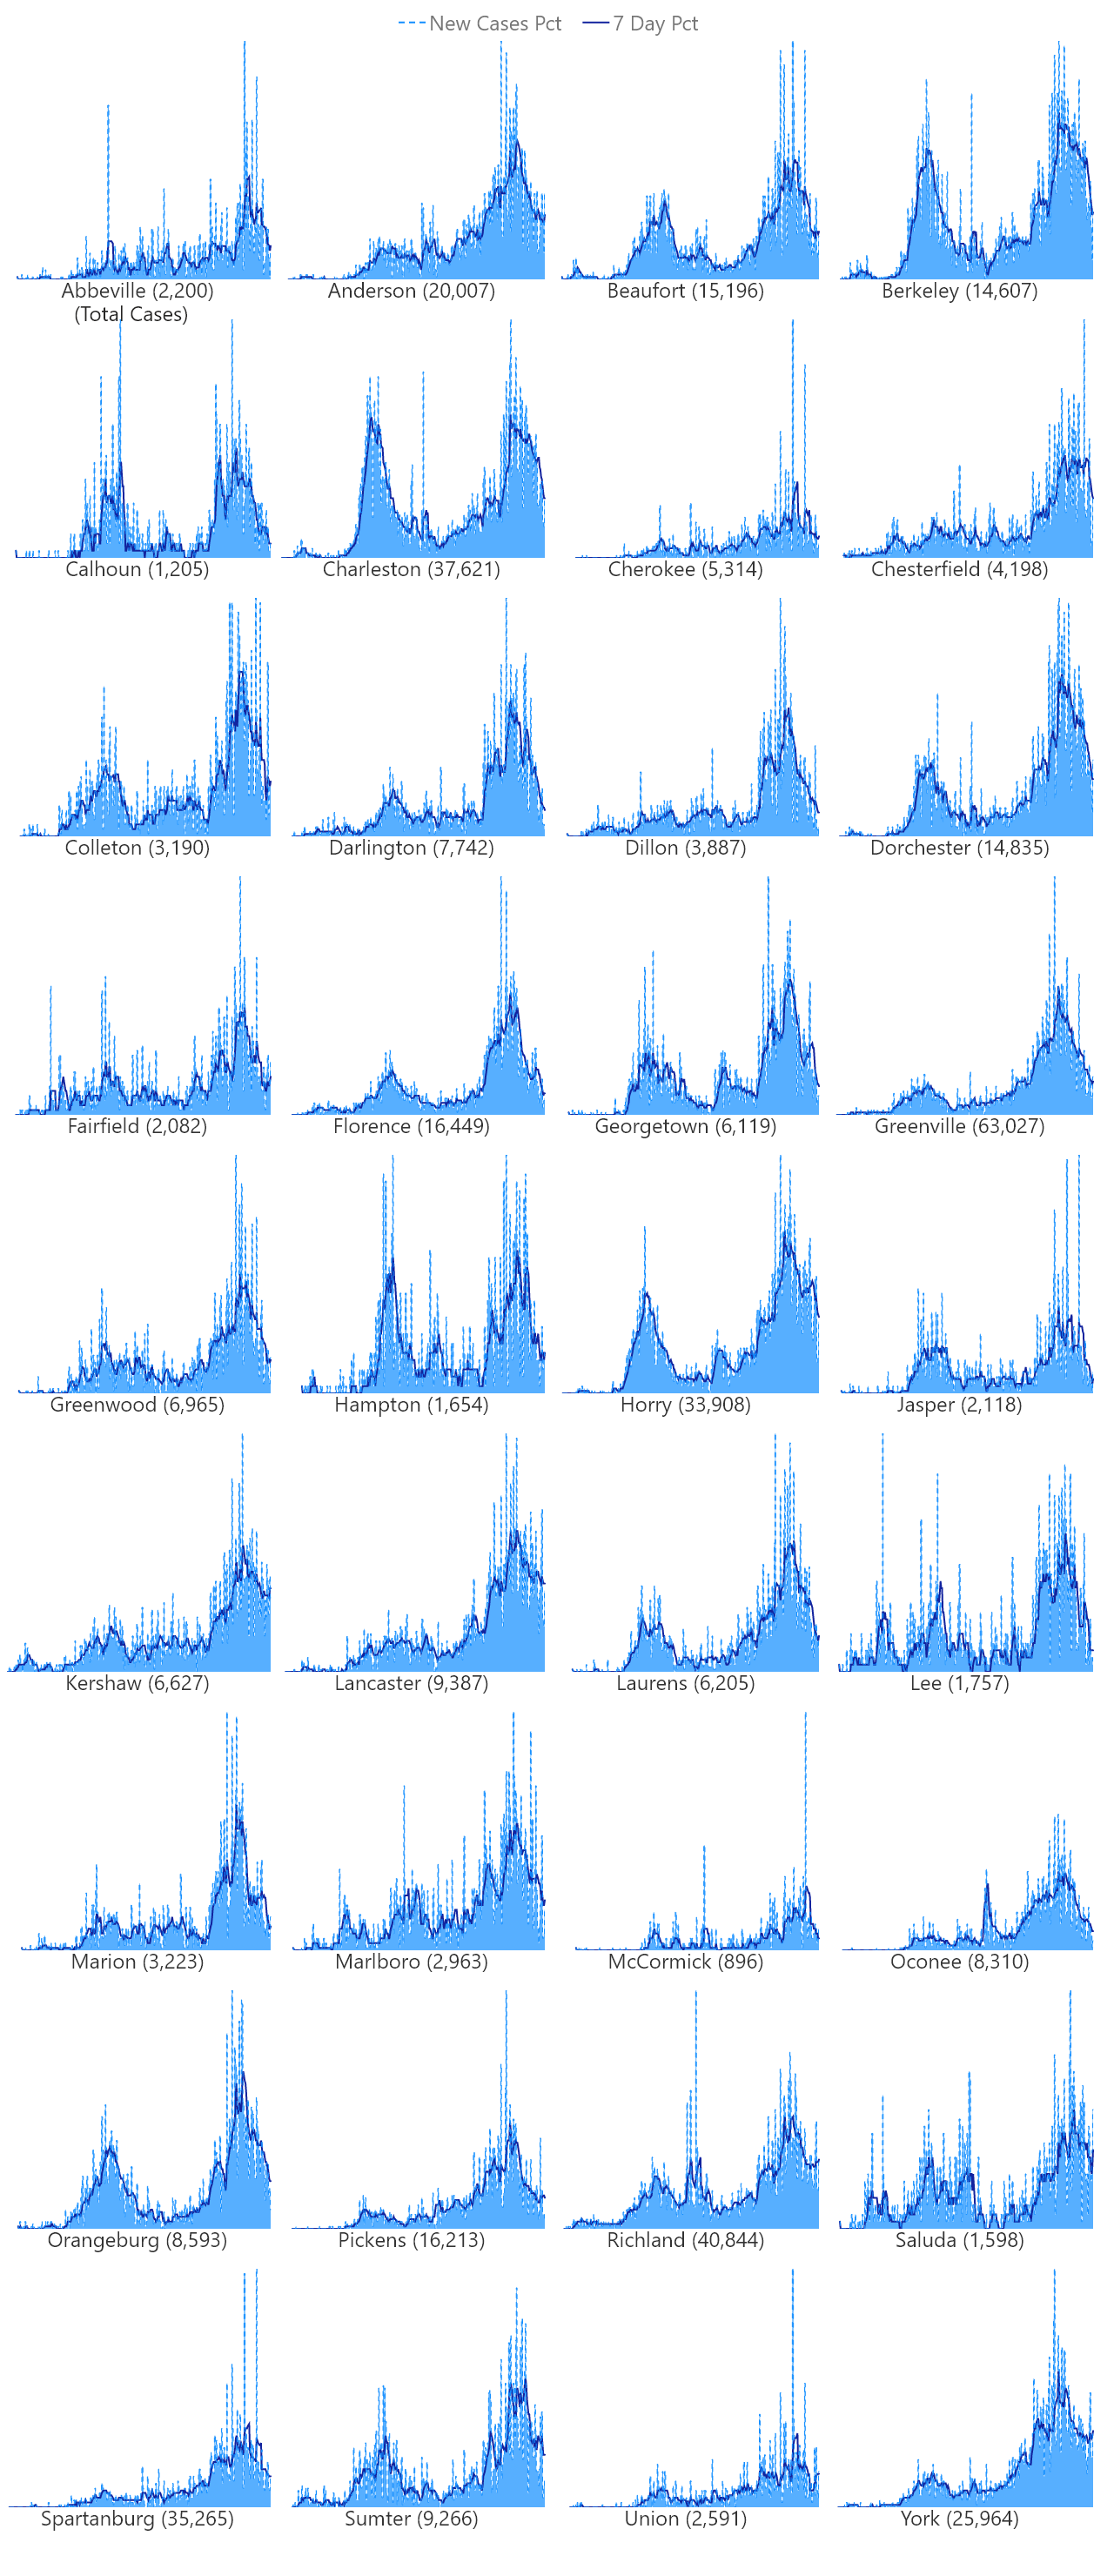 New Cases Pct 7 Day Pct
Abbeville (2,200) Anderson (20,007) Beaufort (15,196) Berkeley (14,607)
(Total Cases)
Calhoun (1,205) Charleston (37,621) Cherokee (5,314) Chesterfield (4,198)
Colleton (3,190) Darlington (7,742) Dillon (3,887) Dorchester (14,835)
Fairfield (2,082) Florence (16,449) Georgetown (6,119) Greenville (63,027)
Greenwood (6,965) Hampton (1,654) Horry (33,908) Jasper (2,118)
Kershaw (6,627) Lancaster (9,387) Laurens (6,205) Lee (1,757)
Marion (3,223) Marlboro (2,963) McCormick (896) Oconee (8,310)
Orangeburg (8,593) Pickens (16,213) Richland (40,844) Saluda (1,598)
Spartanburg (35,265) Sumter (9,266) Union (2,591) York (25,964)